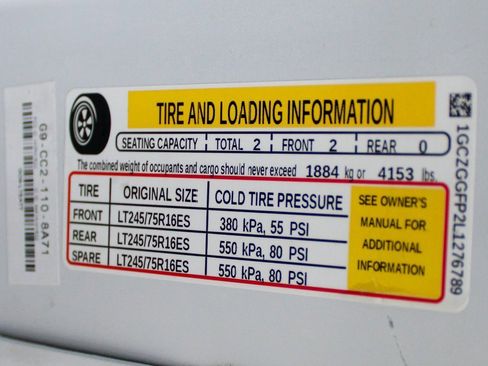 TIRE AND LOADING INFORMATION
SEATING CAPACITY TOTAL 2 FRONT 2 REAR 0
The combined weight of occupants and cargo should never exceed 1884 kg or 4153 lbs.
TIRE ORIGINAL SIZE COLD TIRE PRESSURE
FRONT LT245/75R16ES 380 kPa, 55 PSI
REAR LT245/75R16ES 550 kPa, 80 PSI
SPARE LT245/75R16ES 550 kPa, 80 PSI
SEE OWNER'S
MANUAL FOR
ADDITIONAL
INFORMATION
1GCZGGFP2L1276789
G9-CC2-110-8A71